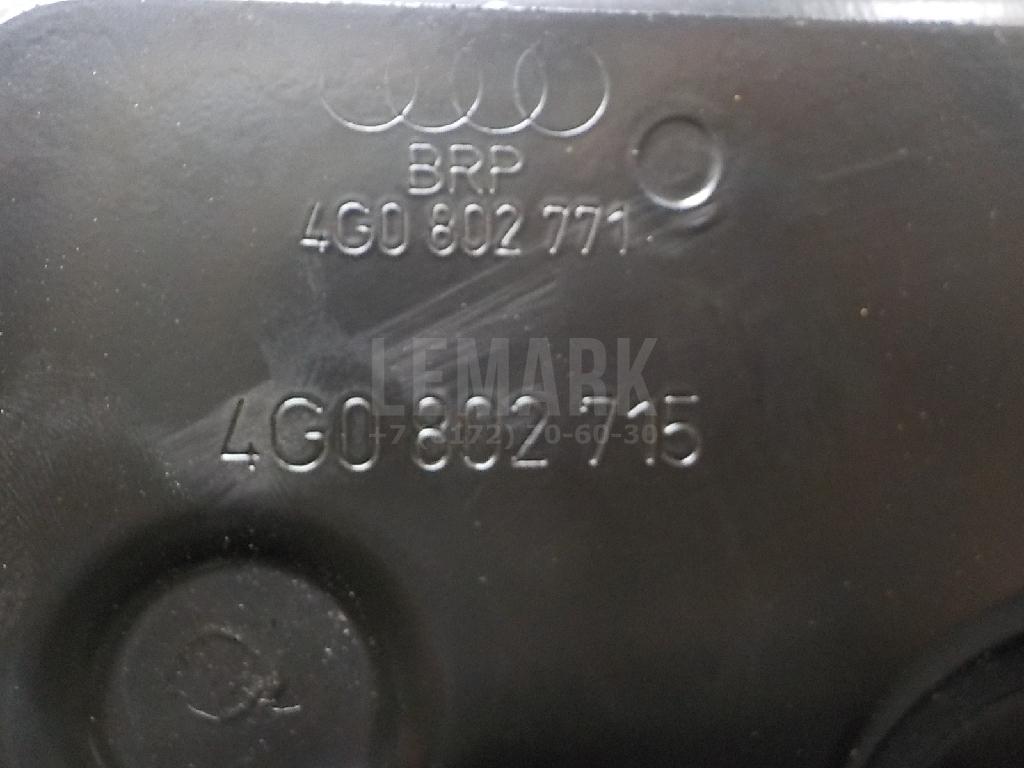 BRP
4G0 802 771
LEMARK
4G0 802 715
+7 (8172) 70-60-30